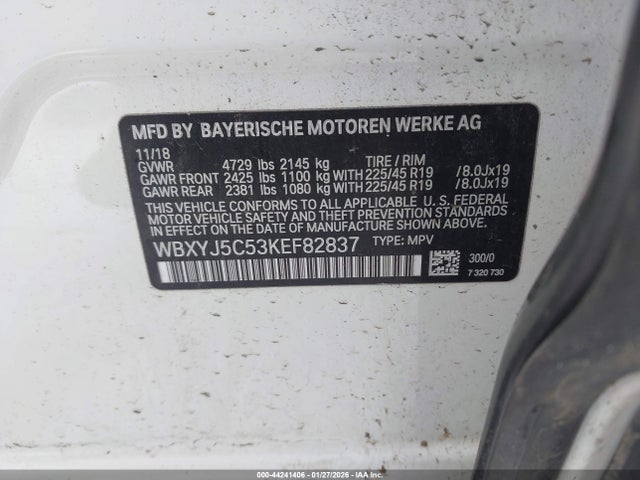 MFD BY BAYERISCHE MOTOREN WERKE AG
11/18
GVWR 4729 lbs 2145 kg TIRE / RIM
GAWR FRONT 2425 lbs 1100 kg WITH 225/45 R19 /8.0Jx19
GAWR REAR 2381 lbs 1080 kg WITH 225/45 R19 /8.0Jx19
THIS VEHICLE CONFORMS TO ALL APPLICABLE U. S. FEDERAL
MOTOR VEHICLE SAFETY, BUMPER AND THEFT PREVENTION STANDARDS
IN EFFECT ON THE DATE OF MANUFACTURE SHOWN ABOVE.
WBXYJ5C53KEF82837 TYPE: MPV
300/0
7 320 730
000-44241406 - 01/27/2026 - IAA CA(IAAI)